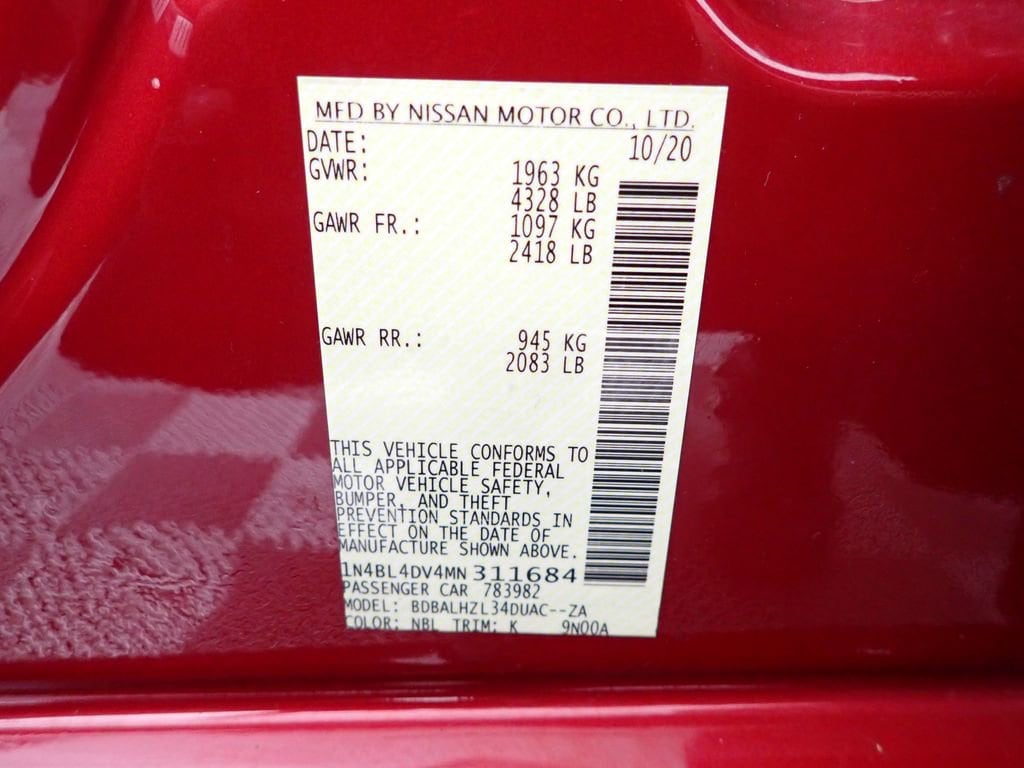 MFD BY NISSAN MOTOR CO., LTD.
DATE: 10/20
GVWR: 1963 KG
4328 LB
GAWR FR.: 1097 KG
2418 LB
GAWR RR.: 945 KG
2083 LB
THIS VEHICLE CONFORMS TO
ALL APPLICABLE FEDERAL
MOTOR VEHICLE SAFETY,
BUMPER, AND THEFT
PREVENTION STANDARDS IN
EFFECT ON THE DATE OF
MANUFACTURE SHOWN ABOVE.
1N4BL4DV4MN311684
PASSENGER CAR 783982
MODEL: BDBALHZL34DUAC--ZA
COLOR: NBL TRIM: K 9N00A